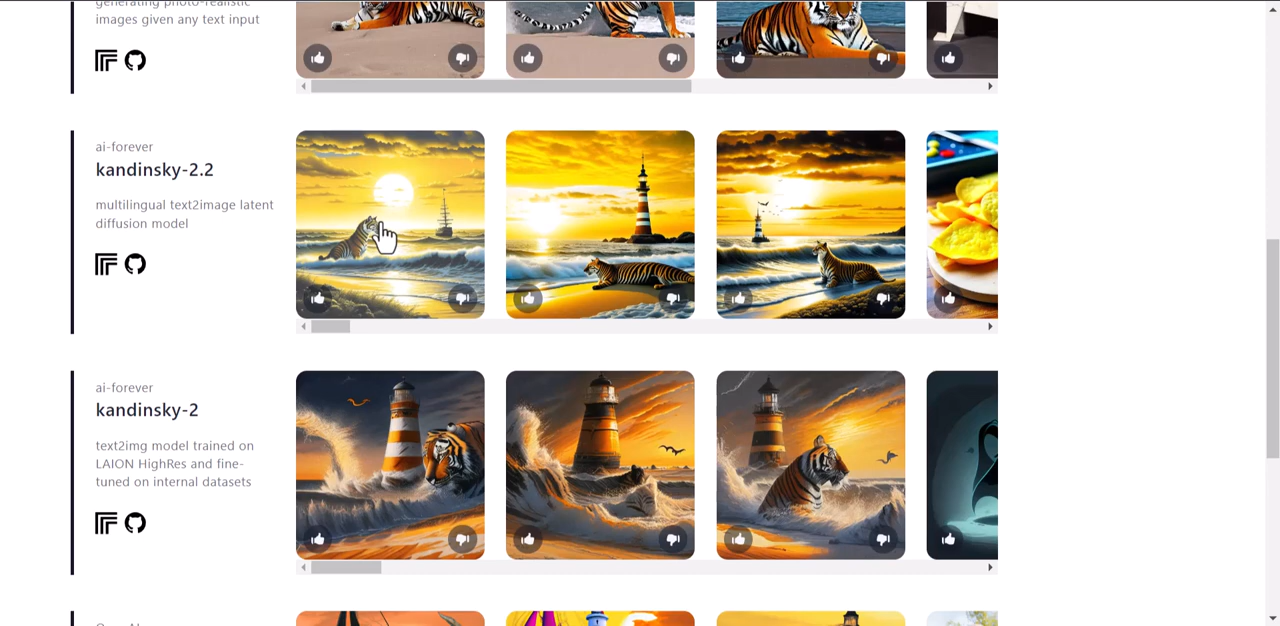 generating photo-realistic
images given any text input
ai-forever
kandinsky-2.2
multilingual text2image latent
diffusion model
ai-forever
kandinsky-2
text2img model trained on
LAION HighRes and fine-
tuned on internal datasets